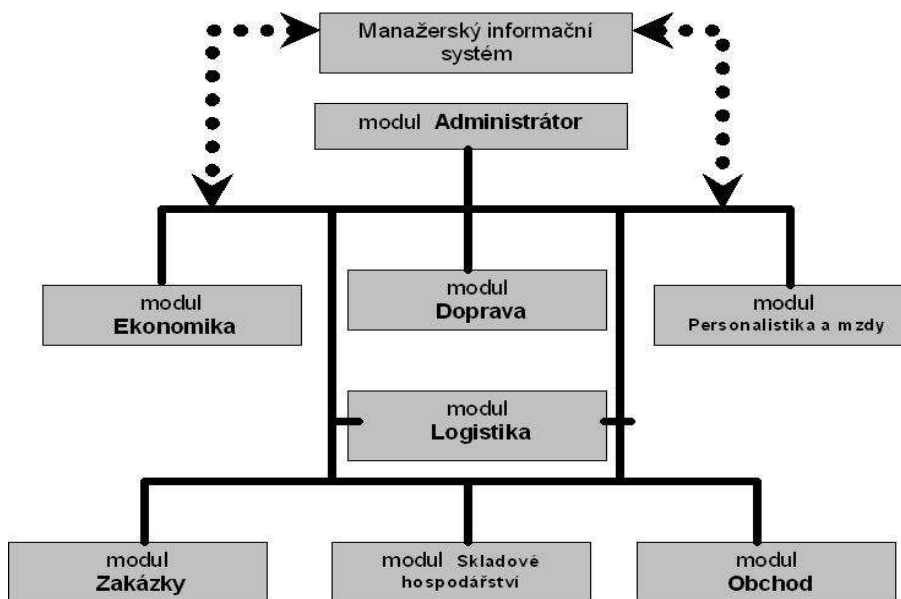 Manažerský informační
systém
modul Administrátor
modul
Ekonomika
modul
Doprava
modul
Personalistika a mzdy
modul
Logistika
modul
Zakázky
modul Skladové
hospodářství
modul
Obchod